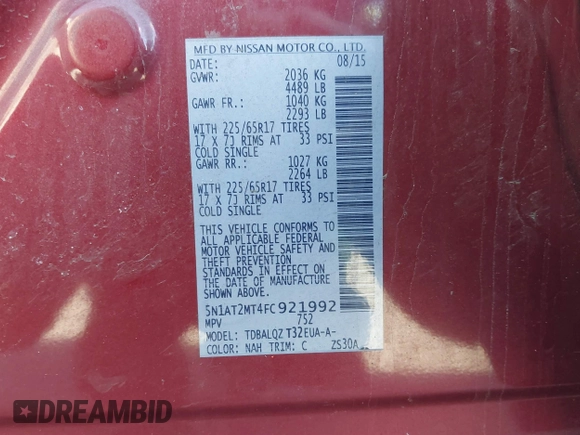 MFD BY NISSAN MOTOR CO., LTD.
DATE: 08/15
GVWR: 2036 KG
4489 LB
GAWR FR.: 1040 KG
2293 LB
WITH 225/65R17 TIRES
17 X 7J RIMS AT 33 PSI
COLD SINGLE
GAWR RR.: 1027 KG
2264 LB
WITH 225/65R17 TIRES
17 X 7J RIMS AT 33 PSI
COLD SINGLE
THIS VEHICLE CONFORMS TO
ALL APPLICABLE FEDERAL
MOTOR VEHICLE SAFETY AND
THEFT PREVENTION
STANDARDS IN EFFECT ON
THE DATE OF MANUFACTURE
SHOWN ABOVE.
5N1AT2MT4FC921992
MPV 752
MODEL: TDBALQZ T32EUA-A-
COLOR: NAH TRIM: C
DREAMBID